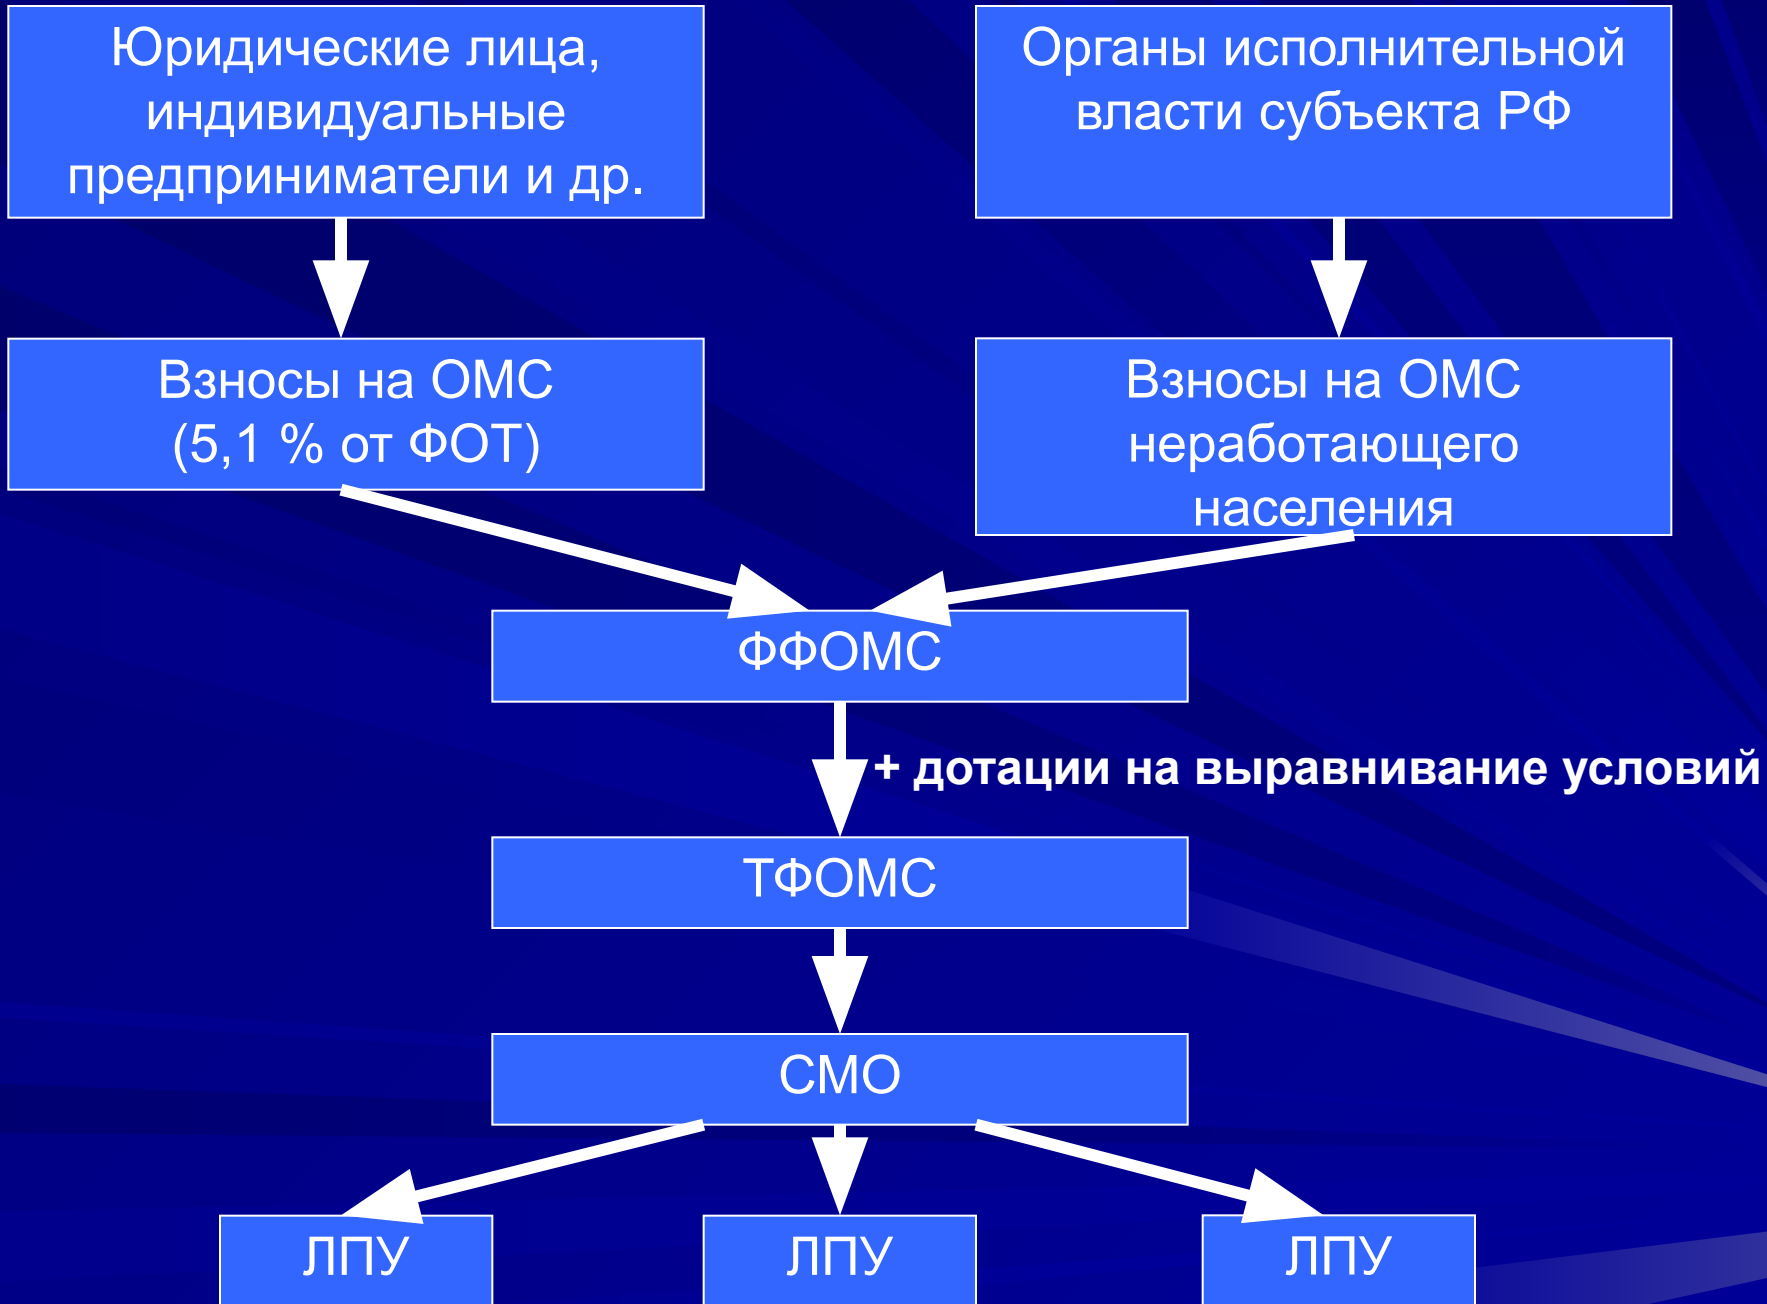 Юридические лица,
индивидуальные
предприниматели и др.
Органы исполнительной
власти субъекта РФ
Взносы на ОМС
(5,1 % от ФОТ)
Взносы на ОМС
неработающего
населения
ФФОМС
+ дотации на выравнивание условий
ТФОМС
СМО
ЛПУ
ЛПУ
ЛПУ